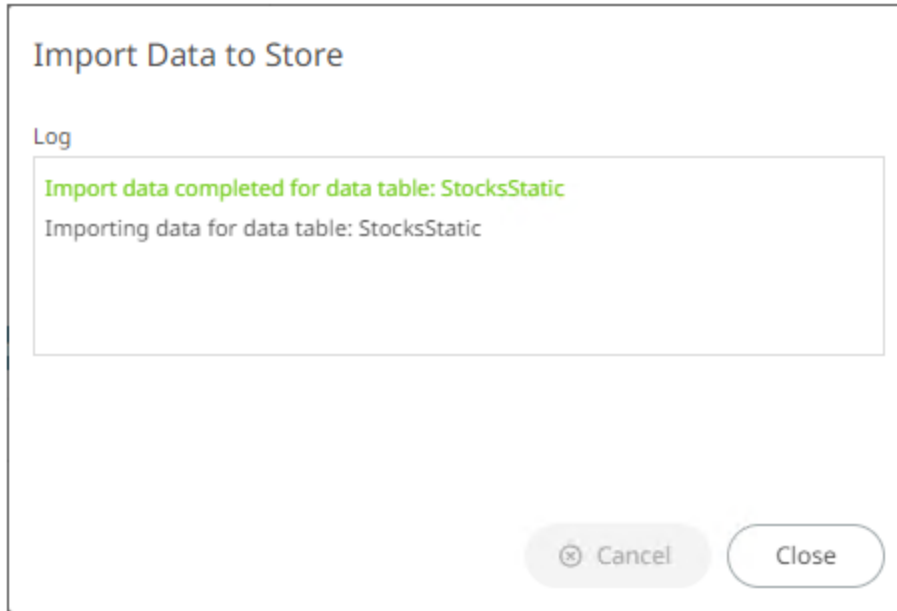 Import Data to Store
Log
Import data completed for data table: StocksStatic
Importing data for data table: StocksStatic
Cancel
Close